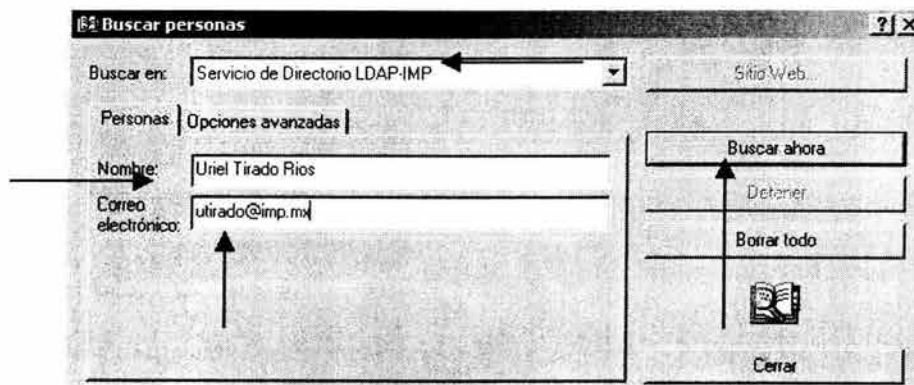 Buscar personas
Buscar en: Servicio de Directorio LDAP-IMP
Sitio Web...
Personas Opciones avanzadas
Buscar ahora
Nombre: Uriel Tirado Rios
Detener
Correo electrónico: utirado@imp.mx
Borrar todo
Cerrar